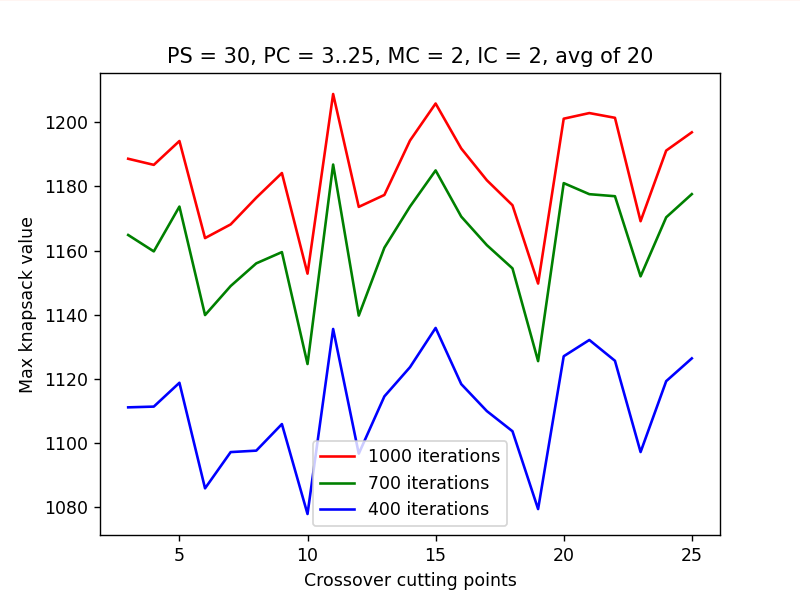 PS = 30, PC = 3..25, MC = 2, IC = 2, avg of 20
Max knapsack value
1200
1180
1160
1140
1120
1100
1080
1000 iterations
700 iterations
400 iterations
5 10 15 20 25
Crossover cutting points